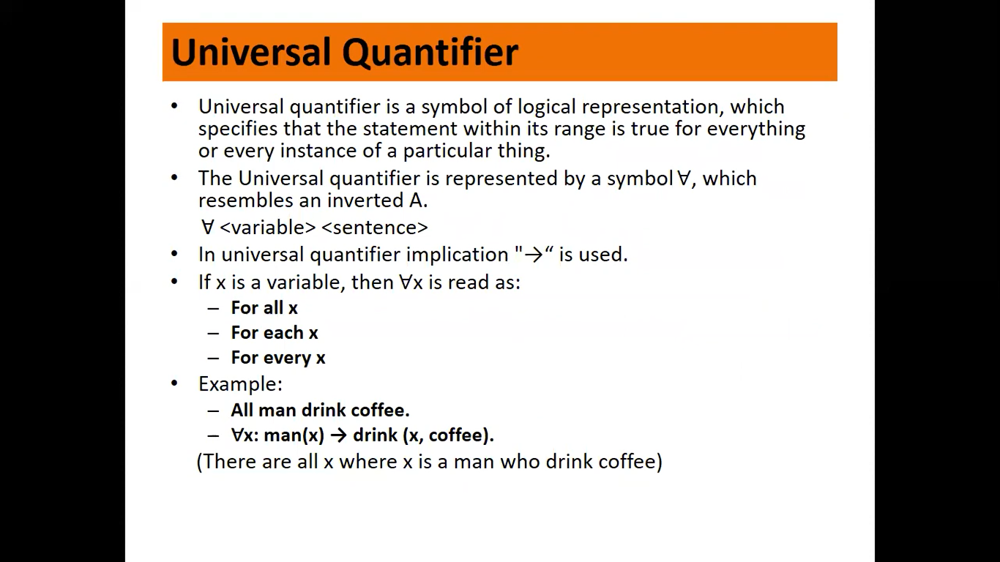 Universal Quantifier
• Universal quantifier is a symbol of logical representation, which
specifies that the statement within its range is true for everything
or every instance of a particular thing.
• The Universal quantifier is represented by a symbol ∀, which
resembles an inverted A.
∀ <variable> <sentence>
• In universal quantifier implication "→“ is used.
• If x is a variable, then ∀x is read as:
– For all x
– For each x
– For every x
• Example:
– All man drink coffee.
– ∀x: man(x) → drink (x, coffee).
(There are all x where x is a man who drink coffee)